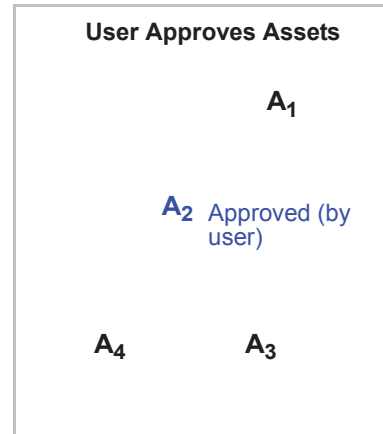 User Approves Assets
A1
A2 Approved (by
user)
A4 A3